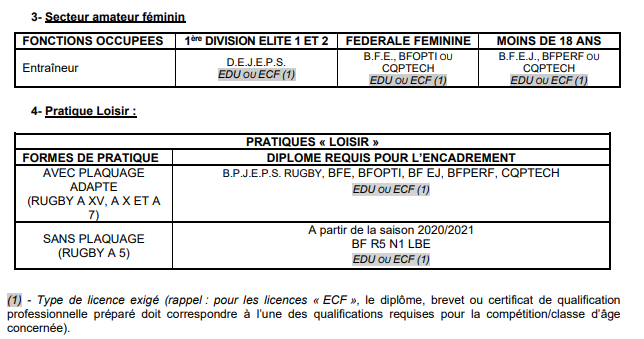 3- Secteur amateur féminin
FONCTIONS OCCUPEES 1ère DIVISION ELITE 1 ET 2 FEDERALE FEMININE MOINS DE 18 ANS
Entraîneur
D.E.J.E.P.S.
EDU OU ECF (1)
B.F.E., BFOPTI OU
CQPTECH
EDU OU ECF (1)
B.F.E.J., BFPERF OU
CQPTECH
EDU OU ECF (1)
4- Pratique Loisir :
PRATIQUES « LOISIR »
FORMES DE PRATIQUE DIPLOME REQUIS POUR L'ENCADREMENT
AVEC PLAQUAGE
ADAPTE
(RUGBY A XV, A X ET A
7)
B.P.J.E.P.S. RUGBY, BFE, BFOPTI, BF EJ, BFPERF, CQPTECH
EDU OU ECF (1)
SANS PLAQUAGE
(RUGBY A 5)
A partir de la saison 2020/2021
BF R5 N1 LBE
EDU OU ECF (1)
(1) - Type de licence exigé (rappel : pour les licences « ECF », le diplôme, brevet ou certificat de qualification
professionnelle préparé doit correspondre à l'une des qualifications requises pour la compétition/classe d'âge
concernée).